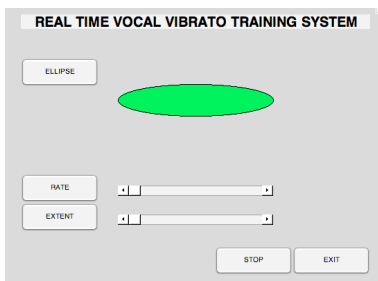 REAL TIME VOCAL VIBRATO TRAINING SYSTEM
ELLIPSE
RATE
EXTENT
STOP EXIT